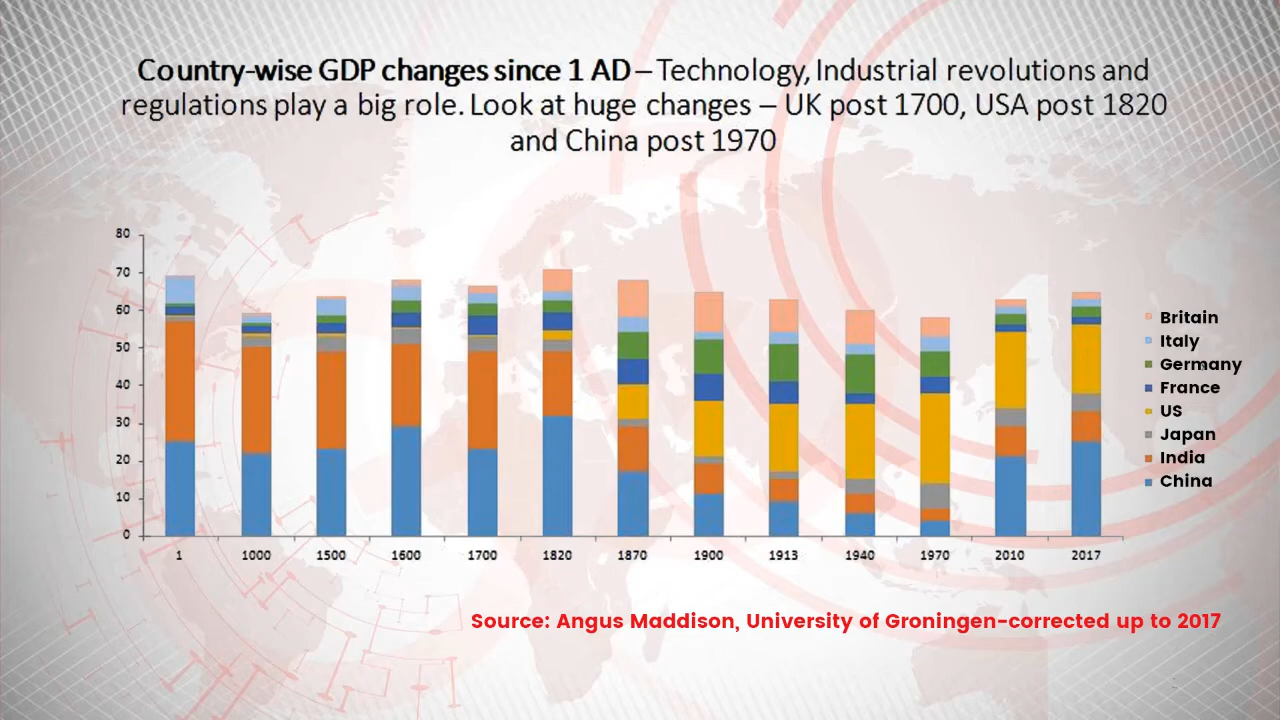 Country-wise GDP changes since 1 AD – Technology, Industrial revolutions and
regulations play a big role. Look at huge changes – UK post 1700, USA post 1820
and China post 1970
80
70
60
50
40
30
20
10
0
1 1000 1500 1600 1700 1820 1870 1900 1913 1940 1970 2010 2017
Britain
Italy
Germany
France
US
Japan
India
China
Source: Angus Maddison, University of Groningen-corrected up to 2017